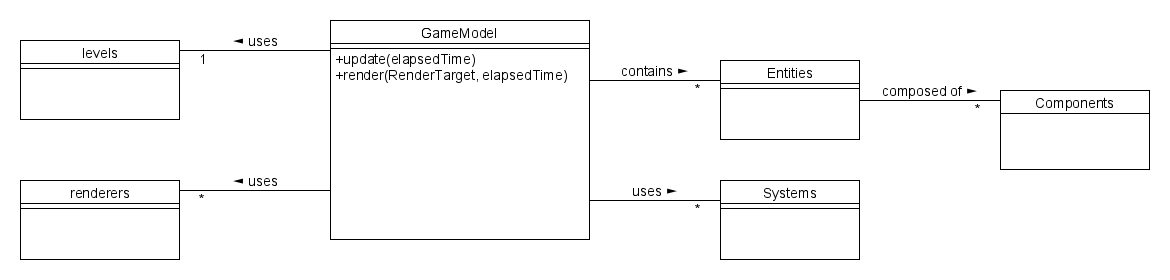 GameModel
+update(elapsedTime)
+render(RenderTarget, elapsedTime)
levels
◄ uses
1
renderers
◄ uses
*
contains ►
*
Entities
composed of ►
*
Components
uses ►
*
Systems